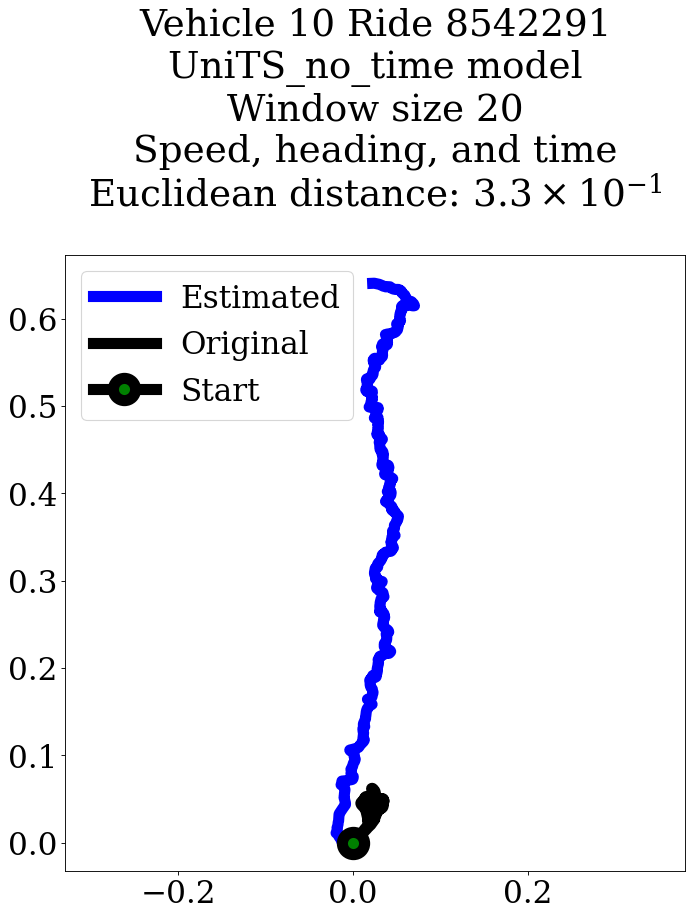 Vehicle 10 Ride 8542291
UniTS_no_time model
Window size 20
Speed, heading, and time
Euclidean distance: 3.3 × 10⁻¹
Estimated
Original
Start
0.6
0.5
0.4
0.3
0.2
0.1
0.0
−0.2
0.0
0.2